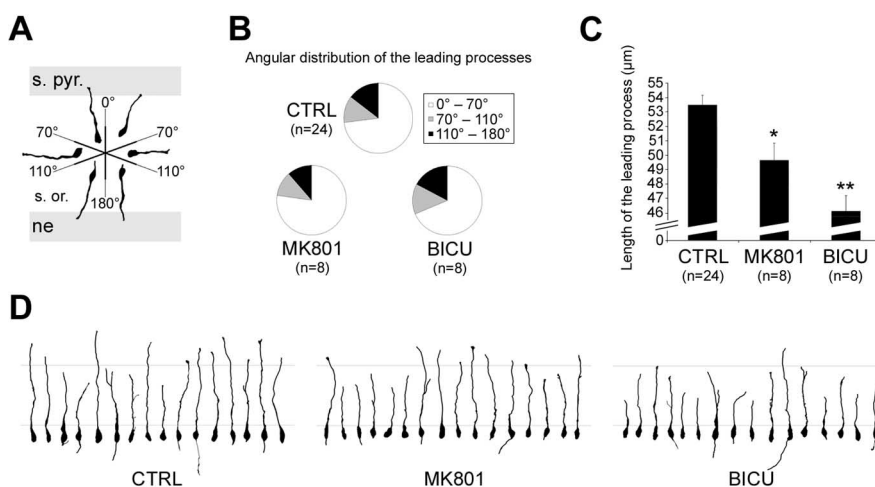 A
s. pyr.
0°
70° 70°
110° 110°
s. or.
180°
ne
B
Angular distribution of the leading processes
CTRL
(n=24)
0° – 70°
70° – 110°
110° – 180°
MK801
(n=8)
BICU
(n=8)
C
Length of the leading process (μm)
55
54
53
52
51
50
49
48
47
46
0
*
**
CTRL
(n=24)
MK801
(n=8)
BICU
(n=8)
D
CTRL
MK801
BICU